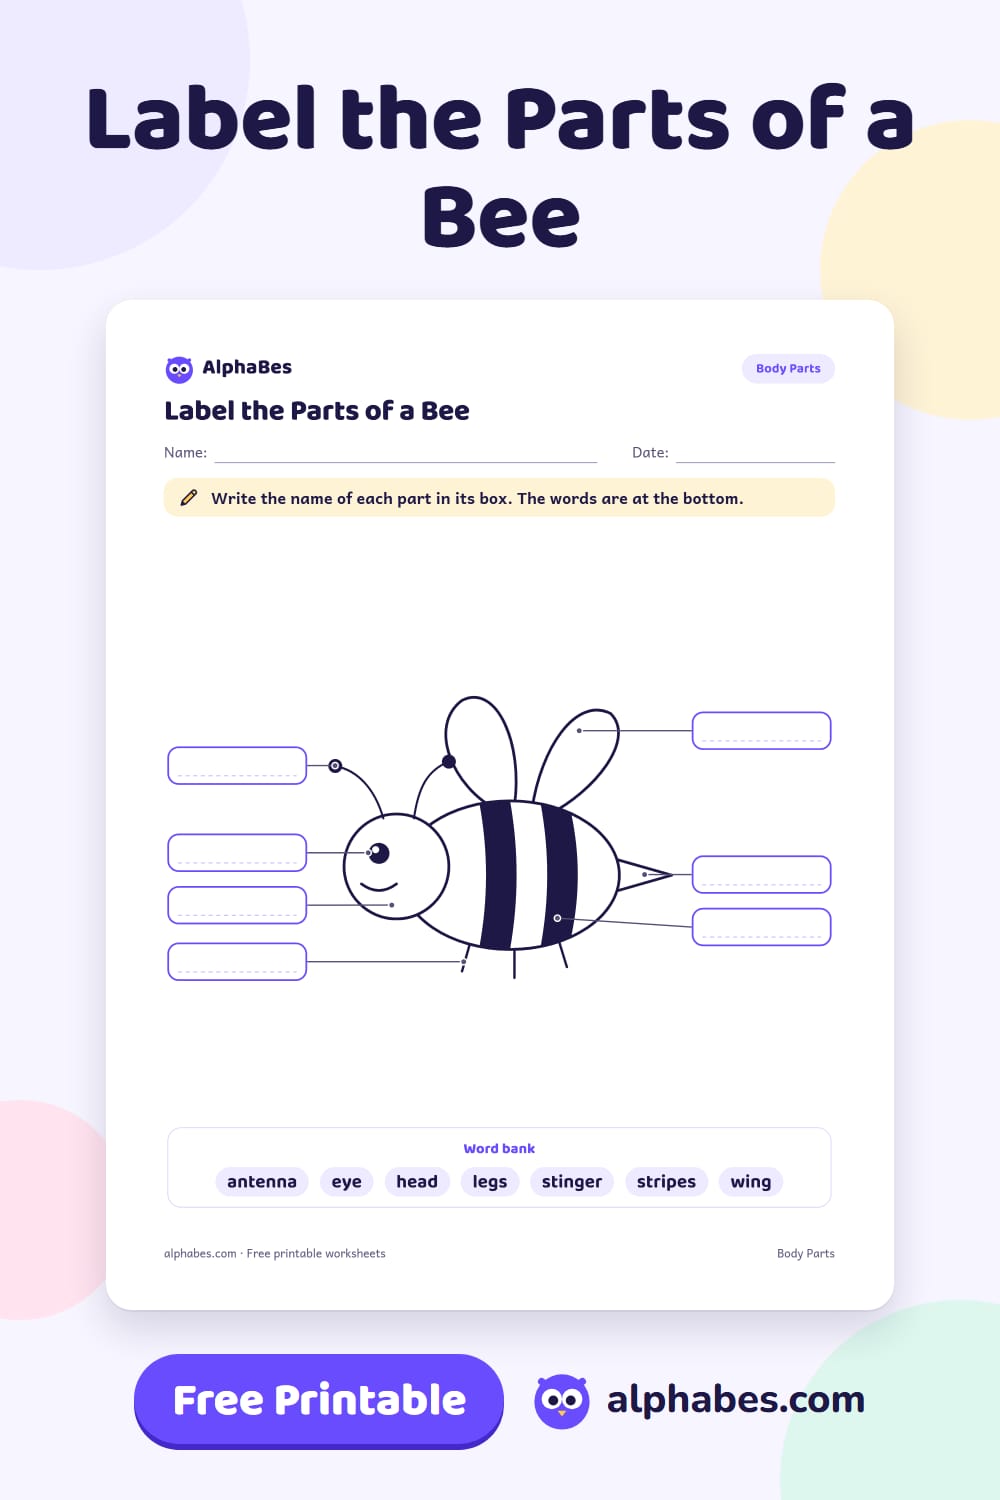 Label the Parts of a
Bee
AlphaBes
Body Parts
Label the Parts of a Bee
Name:
Date:
Write the name of each part in its box. The words are at the bottom.
Word bank
antenna eye head legs stinger stripes wing
alphabes.com · Free printable worksheets
Body Parts
Free Printable
alphabes.com